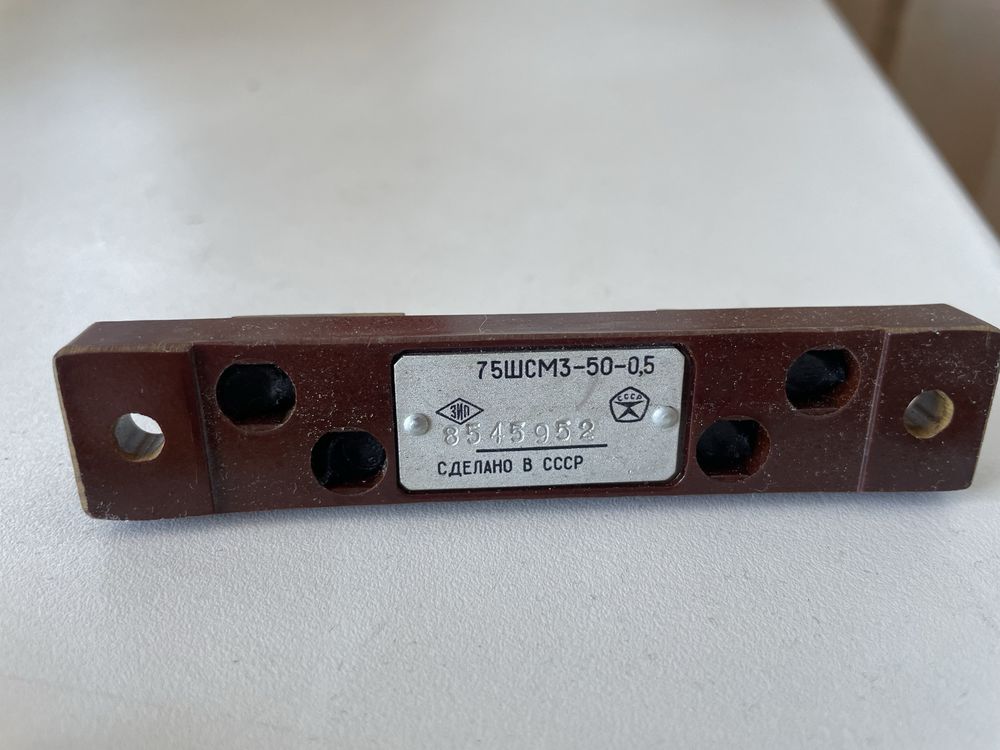 75ШСМ3-50-0,5
ЗИП
СССР
8545952
СДЕЛАНО В СССР